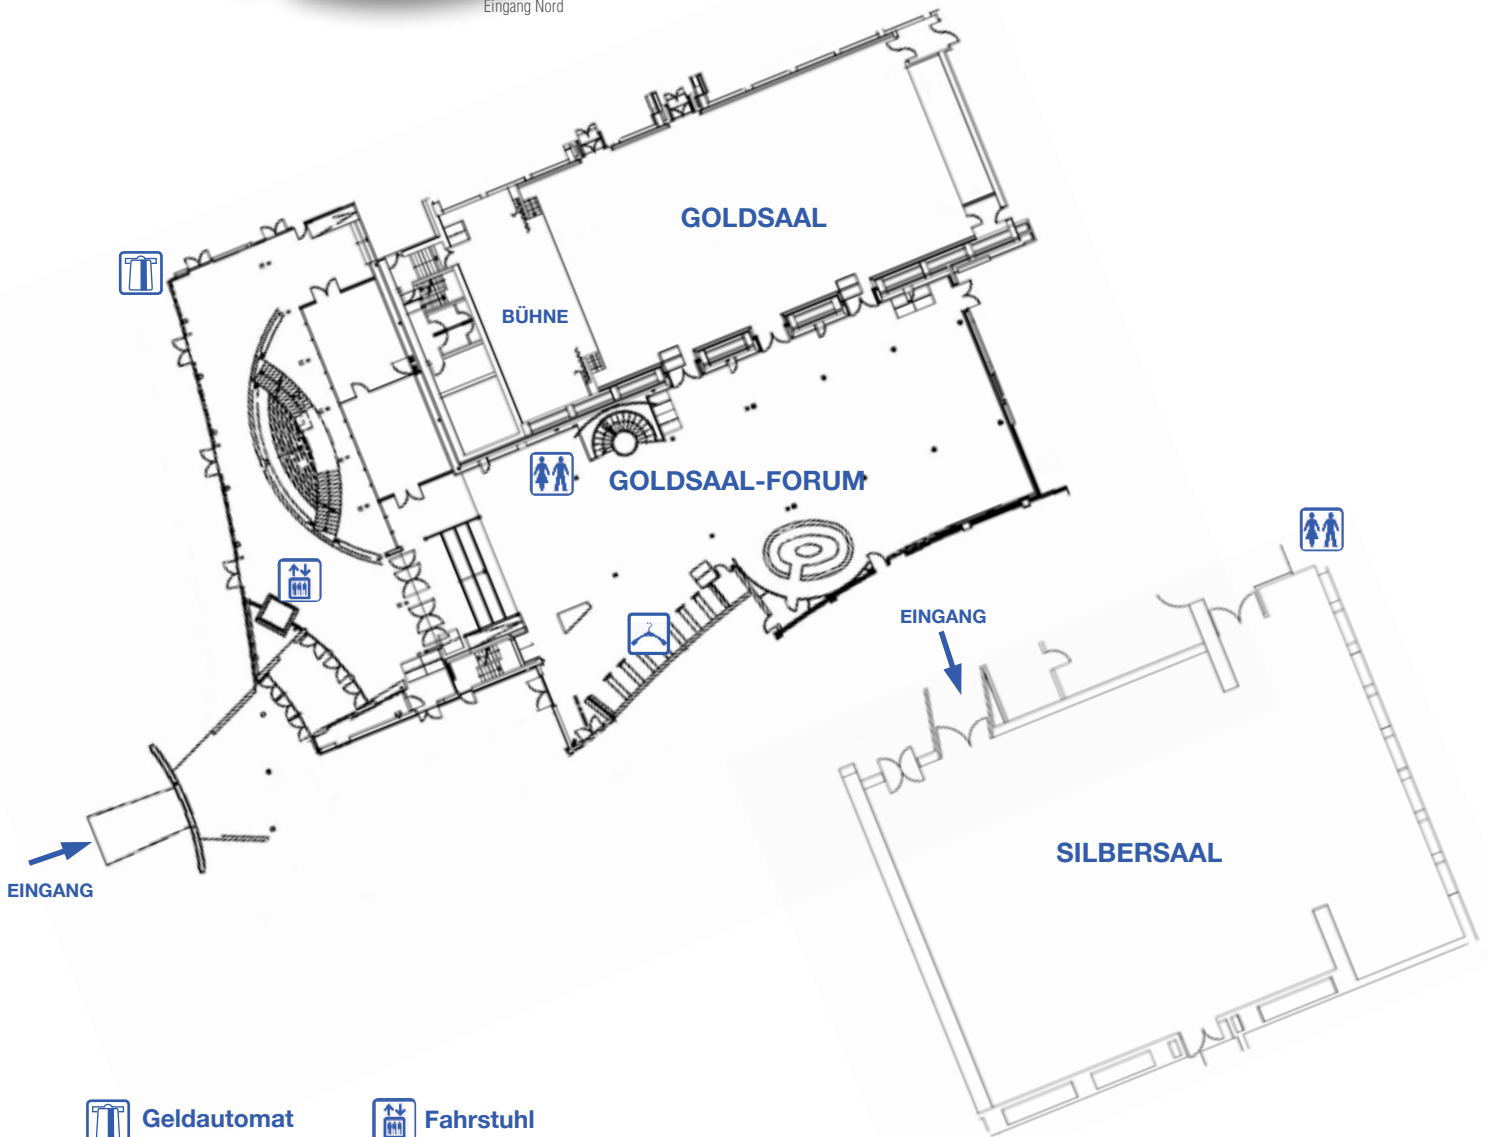 Eingang Nord
GOLDSAAL
BÜHNE
GOLDSAAL-FORUM
EINGANG
SILBERSAAL
EINGANG
Geldautomat
Fahrstuhl